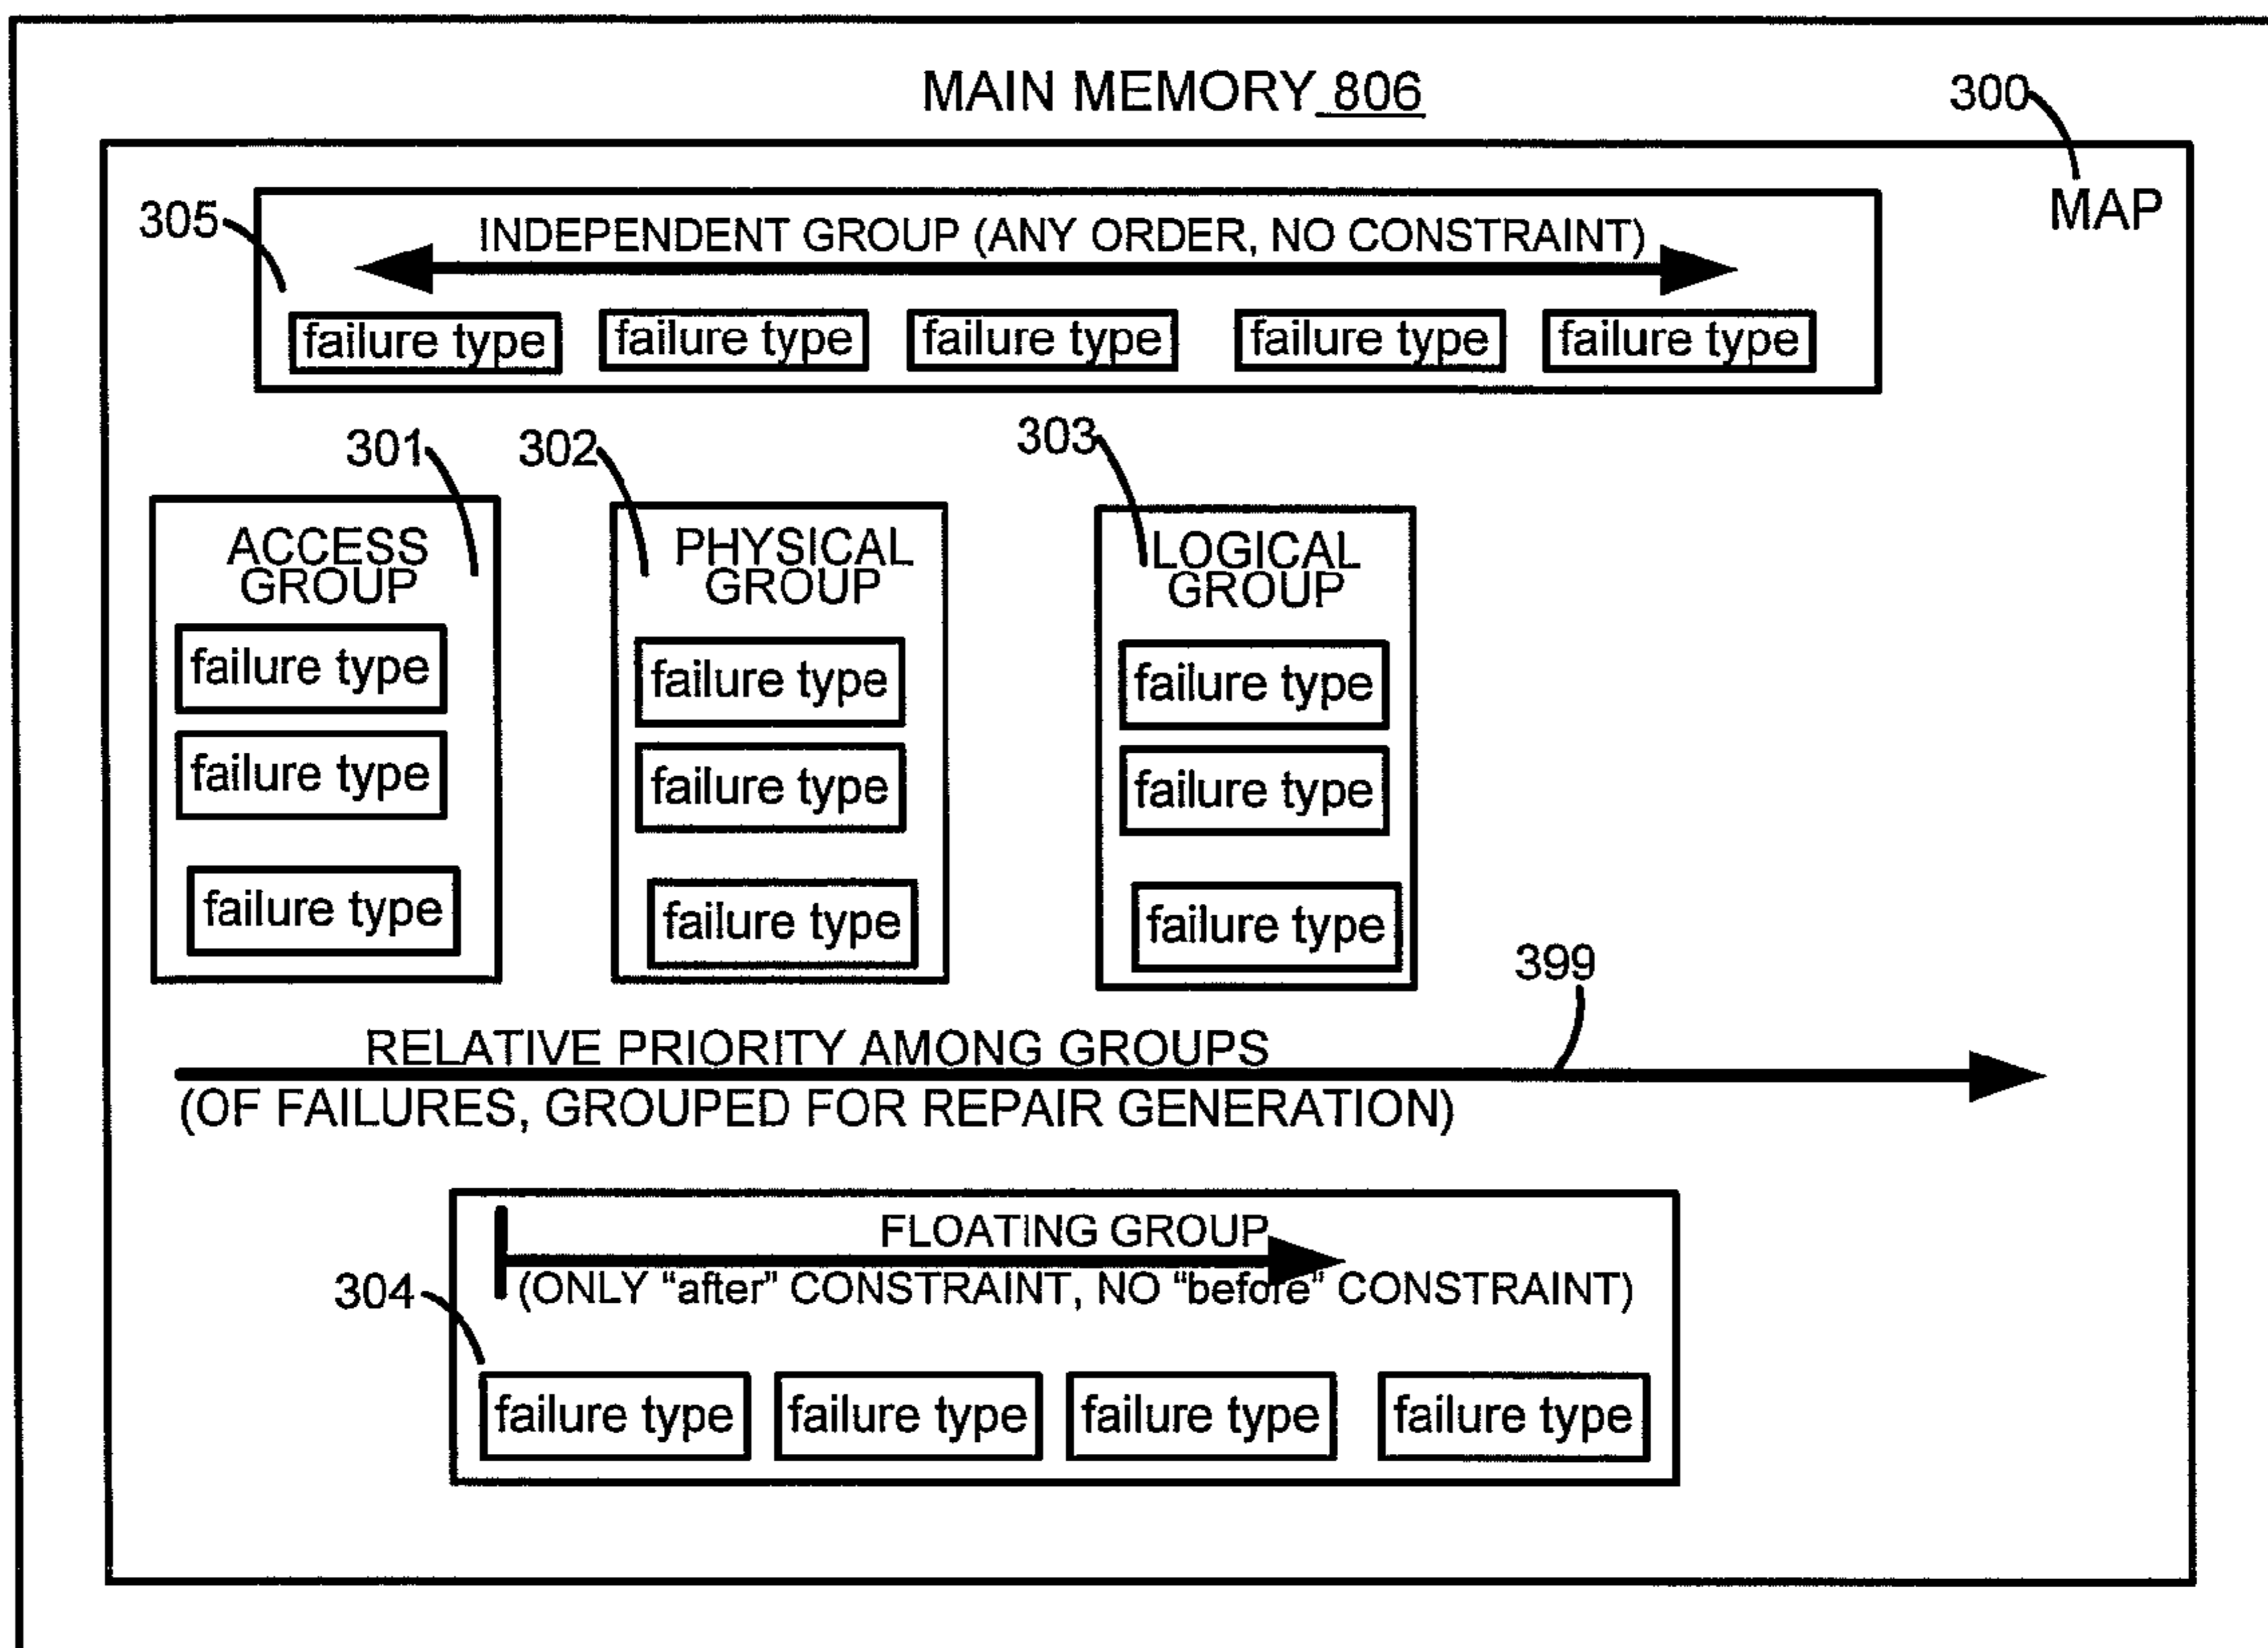 MAIN MEMORY 806
300
MAP
305
INDEPENDENT GROUP (ANY ORDER, NO CONSTRAINT)
failure type failure type failure type failure type failure type
301
302
303
ACCESS
GROUP
failure type
failure type
failure type
PHYSICAL
GROUP
failure type
failure type
failure type
LOGICAL
GROUP
failure type
failure type
failure type
399
RELATIVE PRIORITY AMONG GROUPS
(OF FAILURES, GROUPED FOR REPAIR GENERATION)
FLOATING GROUP
(ONLY “after” CONSTRAINT, NO “before” CONSTRAINT)
304
failure type failure type failure type failure type